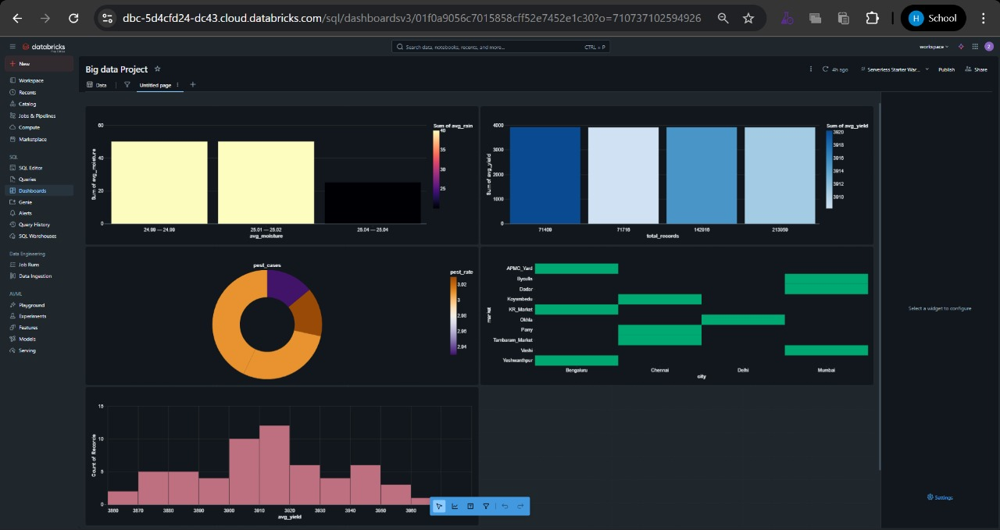 dbc-5d4cfd24-dc43.cloud.databricks.com/sql/dashboardsv3/01f0a9056c7015858cff52e7452e1c30?o=710737102594926
H School
databricks
Search data, notebooks, recents, and more...
CTRL + P
workspace
2
New
Workspace
Recents
Catalog
Jobs & Pipelines
Compute
Marketplace
SQL
SQL Editor
Queries
Dashboards
Genie
Alerts
Query History
SQL Warehouses
Data Engineering
Job Runs
Data Ingestion
AI/ML
Playground
Experiments
Features
Models
Serving
Big data Project
4h ago
Serverless Starter War...
Publish
Share
Data
Untitled page
Sum of avg_moisture
60
40
20
0
24.99 — 24.99
25.01 — 25.02
25.04 — 25.04
avg_moisture
Sum of avg_rain
40
35
30
25
Sum of avg_yield
4000
3000
2000
1000
0
71409
71716
142916
213959
total_records
Sum of avg_yield
3920
3918
3916
3914
3912
3910
pest_cases
pest_rate
3.02
3
2.98
2.96
2.94
market
APMC_Yard
Byculla
Dadar
Koyambedu
KR_Market
Okhla
Parry
Tambaram_Market
Vashi
Yeshwanthpur
Bengaluru
Chennai
Delhi
Mumbai
city
Count of Records
15
10
5
0
3860
3870
3880
3890
3900
3910
3920
3930
3940
3950
3960
avg_yield
Select a widget to configure
Settings